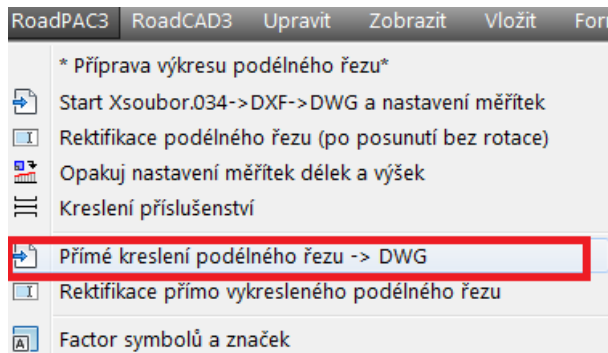 RoadPAC3 RoadCAD3 Upravit Zobrazit Vložit
* Příprava výkresu podélného řezu*
Start Xsoubor.034->DXF->DWG a nastavení měřítek
Rektifikace podélného řezu (po posunutí bez rotace)
Opakuj nastavení měřítek délek a výšek
Kreslení příslušenství
Přímé kreslení podélného řezu -> DWG
Rektifikace přímo vykresleného podélného řezu
Factor symbolů a značek